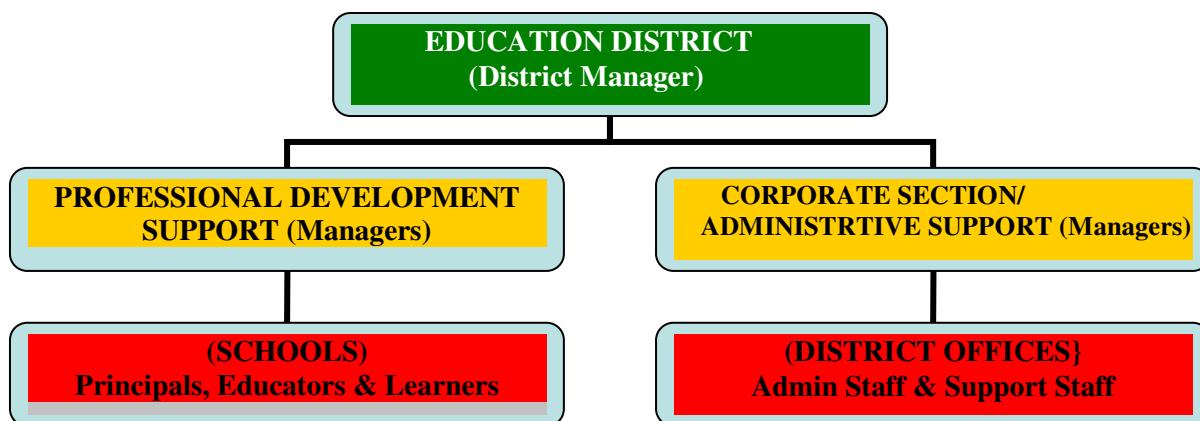 EDUCATION DISTRICT
(District Manager)
PROFESSIONAL DEVELOPMENT
SUPPORT (Managers)
CORPORATE SECTION/
ADMINISTRTIVE SUPPORT (Managers)
(SCHOOLS)
Principals, Educators & Learners
(DISTRICT OFFICES}
Admin Staff & Support Staff